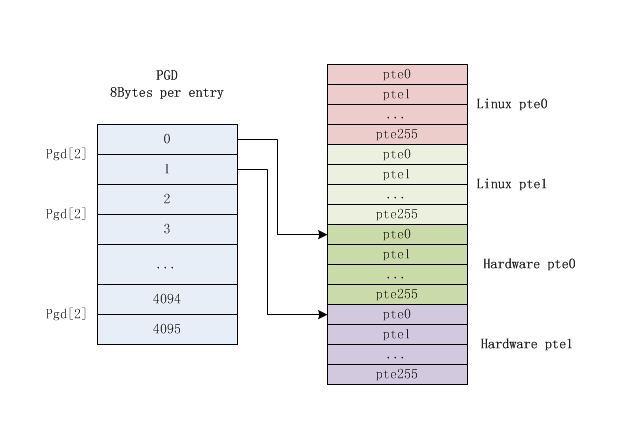 PGD
8Bytes per entry
0
Pgd[2]
1
2
Pgd[2]
3
...
4094
Pgd[2]
4095
pte0
pte1
...
pte255
Linux pte0
pte0
pte1
...
pte255
Linux pte1
pte0
pte1
...
pte255
Hardware pte0
pte0
pte1
...
pte255
Hardware pte1